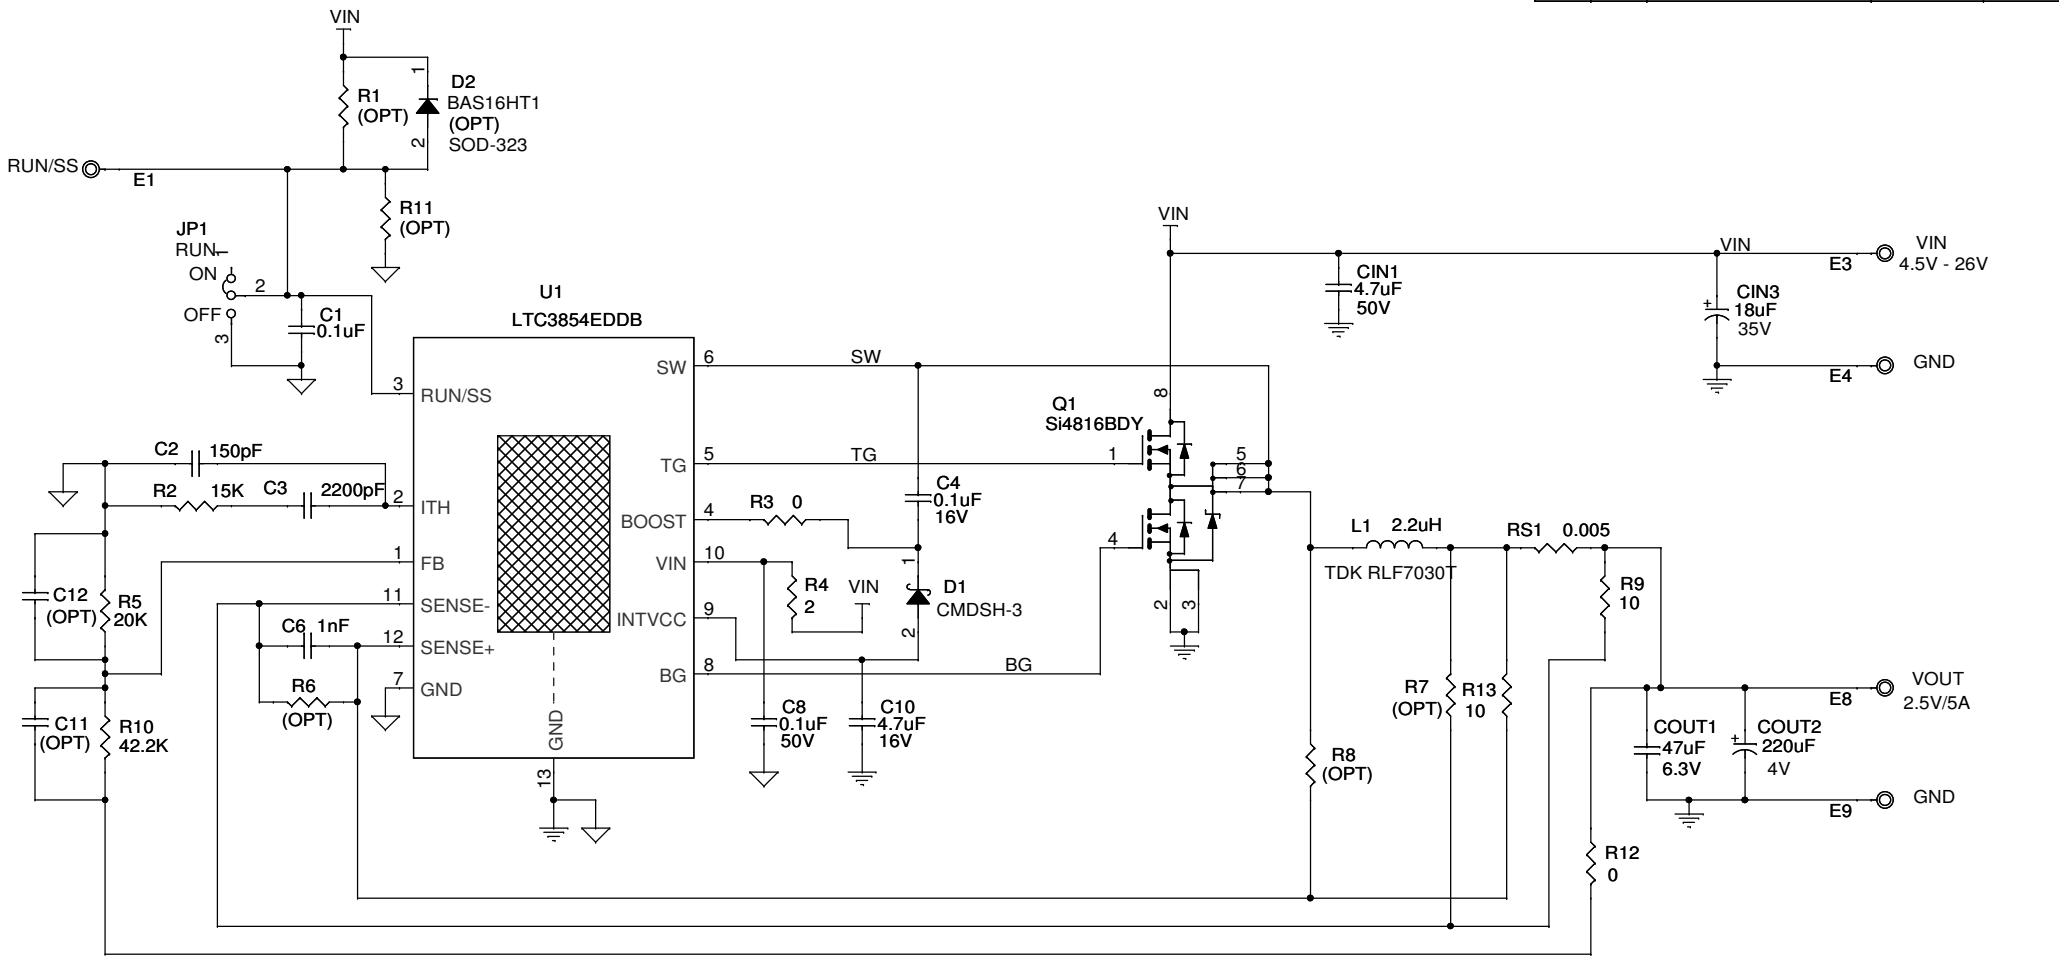 VIN
R1
(OPT)
1
D2
BAS16HT1
(OPT)
SOD-323
2
RUN/SS
E1
R11
(OPT)
JP1
RUN
1
ON
2
OFF
3
C1
0.1uF
U1
LTC3854EDDB
3
RUN/SS
C2
150pF
R2
15K
C3
2200pF
2
ITH
1
FB
C12
(OPT)
R5
20K
11
SENSE-
C6
1nF
12
SENSE+
7
GND
R6
(OPT)
C11
(OPT)
R10
42.2K
GND
13
SW
6
SW
TG
5
TG
BOOST
4
R3
0
C4
0.1uF
16V
VIN
10
R4
2
VIN
1
D1
CMDSH-3
2
INTVCC
9
BG
8
BG
C8
0.1uF
50V
C10
4.7uF
16V
VIN
8
Q1
Si4816BDY
1
4
5
6
7
2
3
CIN1
4.7uF
50V
VIN
E3
VIN
4.5V - 26V
CIN3
+
18uF
35V
E4
GND
L1
2.2uH
TDK RLF7030T
RS1
0.005
R9
10
R7
(OPT)
R13
10
R8
(OPT)
E8
VOUT
2.5V/5A
COUT1
47uF
6.3V
COUT2
+
220uF
4V
E9
GND
R12
0